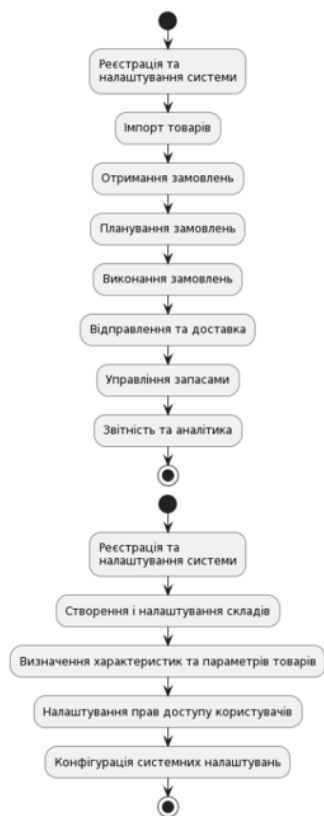 Реєстрація та
налаштування системи
Імпорт товарів
Отримання замовлень
Планування замовлень
Виконання замовлень
Відправлення та доставка
Управління запасами
Звітність та аналітика
Реєстрація та
налаштування системи
Створення і налаштування складів
Визначення характеристик та параметрів товарів
Налаштування прав доступу користувачів
Конфігурація системних налаштувань